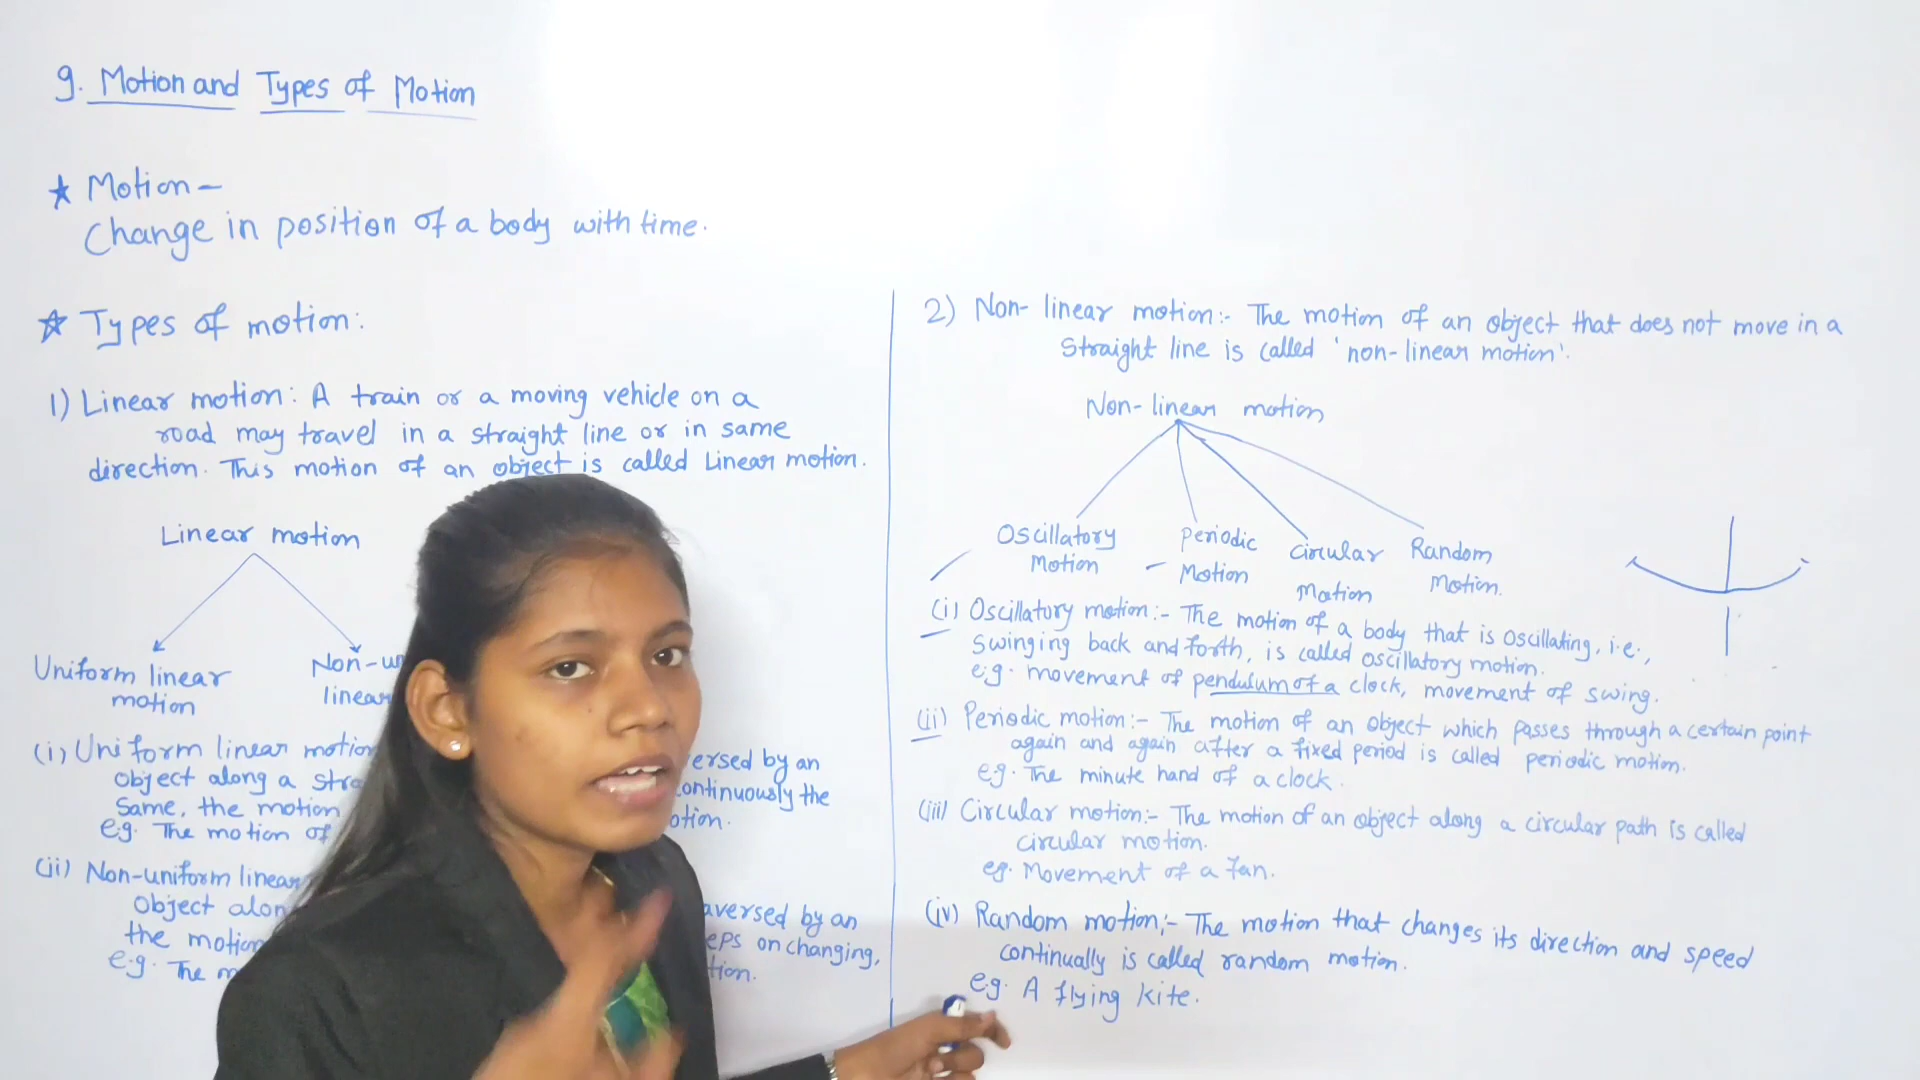 9. Motion and Types of Motion
★ Motion-
Change in position of a body with time.
★ Types of motion:
1) Linear motion: A train or a moving vehicle on a
road may travel in a straight line or in same
direction. This motion of an object is called Linear motion.
Linear motion
Uniform linear
motion
Non-un
linear
(i) Uniform linear motion
ersed by an
object along a stra
continuously the
same, the motion
otion.
e.g. The motion of
(ii) Non-uniform linear
object alon
aversed by an
the motion
eps on changing,
e.g. The m
tion.
2) Non-linear motion:- The motion of an object that does not move in a
straight line is called 'non-linear motion'.
Non-linear motion
Oscillatory
Motion
Periodic
Motion
Circular
Motion
Random
Motion.
(i) Oscillatory motion:- The motion of a body that is oscillating, i.e.,
swinging back and forth, is called oscillatory motion.
e.g. movement of pendulum of a clock, movement of swing.
(ii) Periodic motion:- The motion of an object which passes through a certain point
again and again after a fixed period is called periodic motion.
e.g. The minute hand of a clock.
(iii) Circular motion:- The motion of an object along a circular path is called
circular motion.
eg. Movement of a fan.
(iv) Random motion:- The motion that changes its direction and speed
continually is called random motion.
e.g. A flying kite.